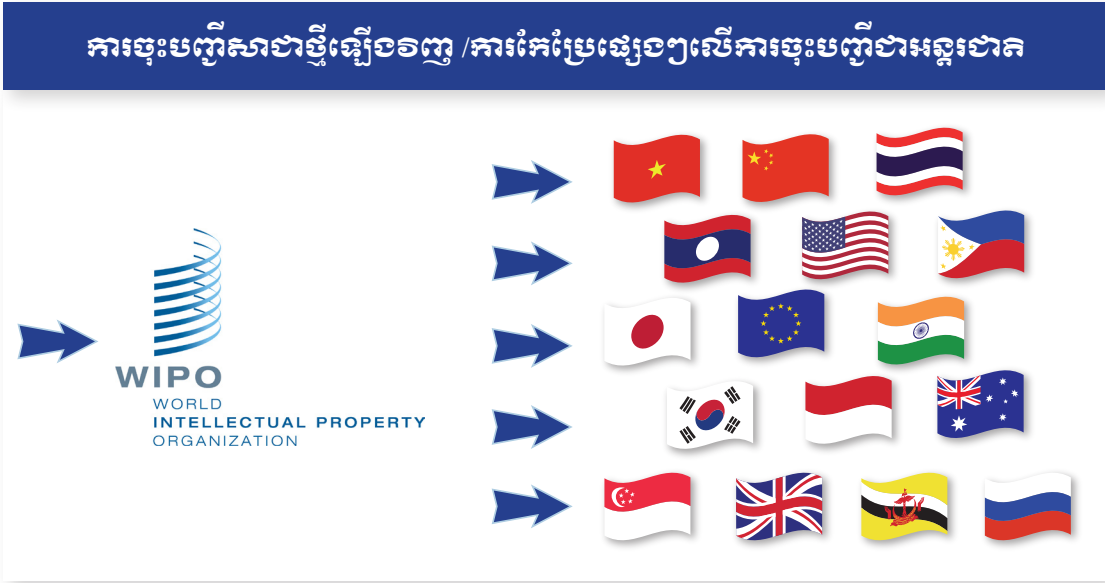 ការចុះបញ្ជីសាជាថ្មីឡើងវិញ /ការកែប្រែផ្សេងៗលើការចុះបញ្ជីជាអន្តរជាតិ
WIPO
WORLD
INTELLECTUAL PROPERTY
ORGANIZATION